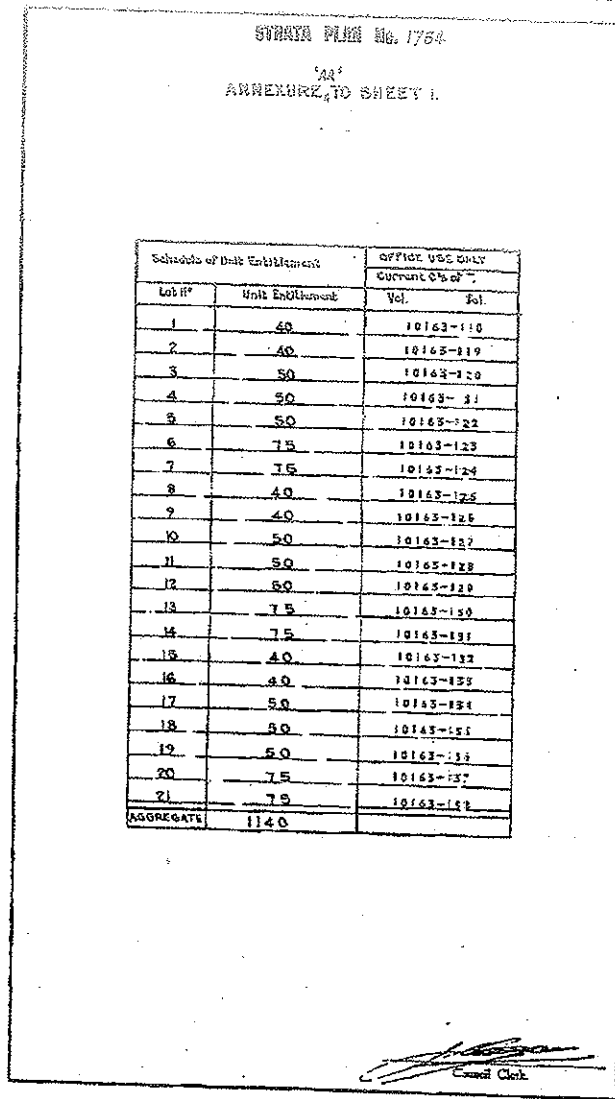 STRATA PLAN No. 1764
'AA'
ANNEXURE TO SHEET 1.
Schedule of Unit Entitlement OFFICE USE ONLY
Current C's of T.
Lot No Unit Entitlement Vol. Fol.
1 40 10163-118
2 40 10163-119
3 50 10163-120
4 50 10163-
5 50 10163-122
6 75 10163-123
7 75 10163-124
8 40 10163-125
9 40 10163-126
10 50 10163-127
11 50 10163-128
12 50 10163-129
13 75 10163-130
14 75 10163-131
15 40 10163-132
16 40 10163-133
17 50 10163-134
18 50 10163-135
19 50 10163-136
20 75 10163-137
21 75 10163-138
AGGREGATE 1140
Council Clerk